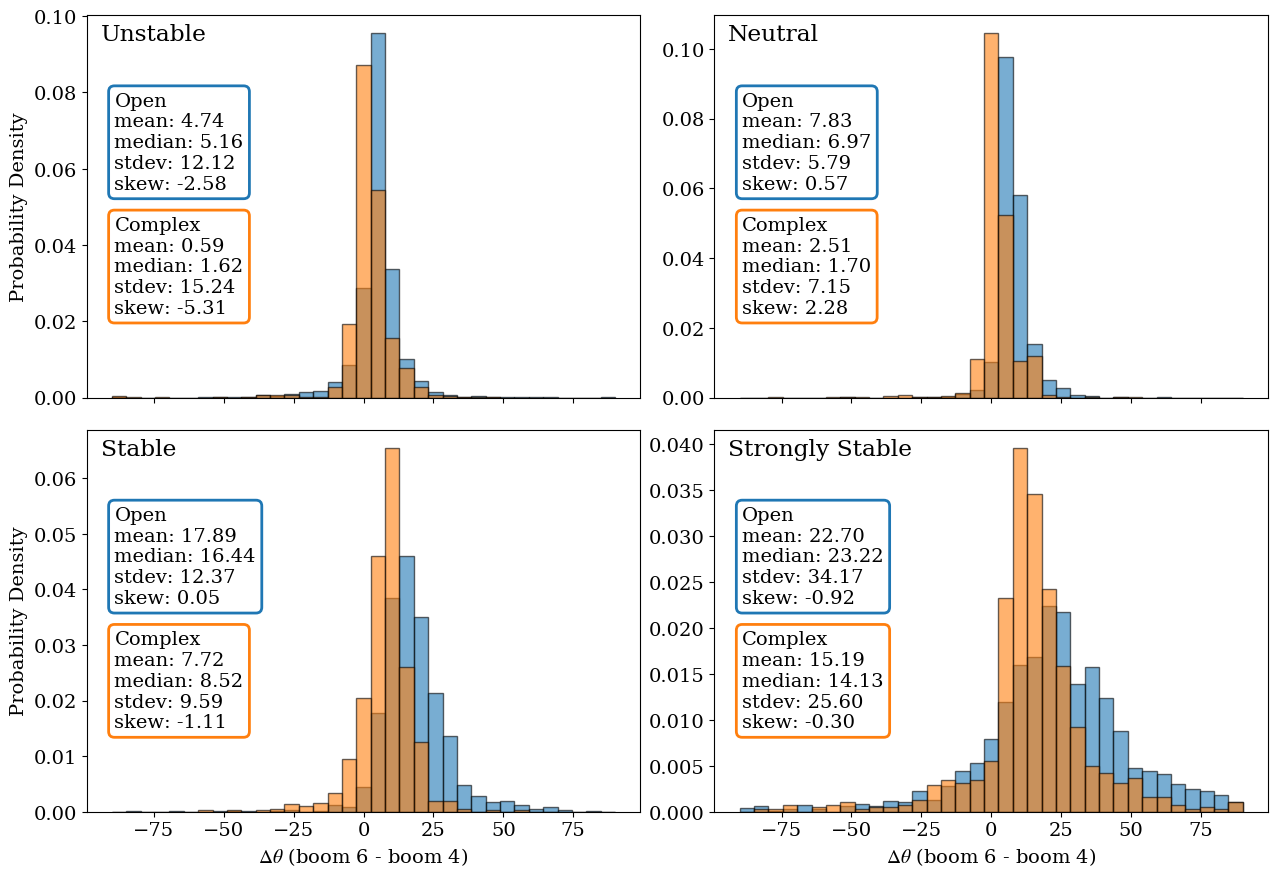 Unstable
Open
mean: 4.74
median: 5.16
stdev: 12.12
skew: -2.58
Complex
mean: 0.59
median: 1.62
stdev: 15.24
skew: -5.31
Probability Density
0.10
0.08
0.06
0.04
0.02
0.00
Neutral
Open
mean: 7.83
median: 6.97
stdev: 5.79
skew: 0.57
Complex
mean: 2.51
median: 1.70
stdev: 7.15
skew: 2.28
0.10
0.08
0.06
0.04
0.02
0.00
Stable
Open
mean: 17.89
median: 16.44
stdev: 12.37
skew: 0.05
Complex
mean: 7.72
median: 8.52
stdev: 9.59
skew: -1.11
Probability Density
0.06
0.05
0.04
0.03
0.02
0.01
0.00
−75 −50 −25 0 25 50 75
Δθ (boom 6 - boom 4)
Strongly Stable
Open
mean: 22.70
median: 23.22
stdev: 34.17
skew: -0.92
Complex
mean: 15.19
median: 14.13
stdev: 25.60
skew: -0.30
0.040
0.035
0.030
0.025
0.020
0.015
0.010
0.005
0.000
−75 −50 −25 0 25 50 75
Δθ (boom 6 - boom 4)